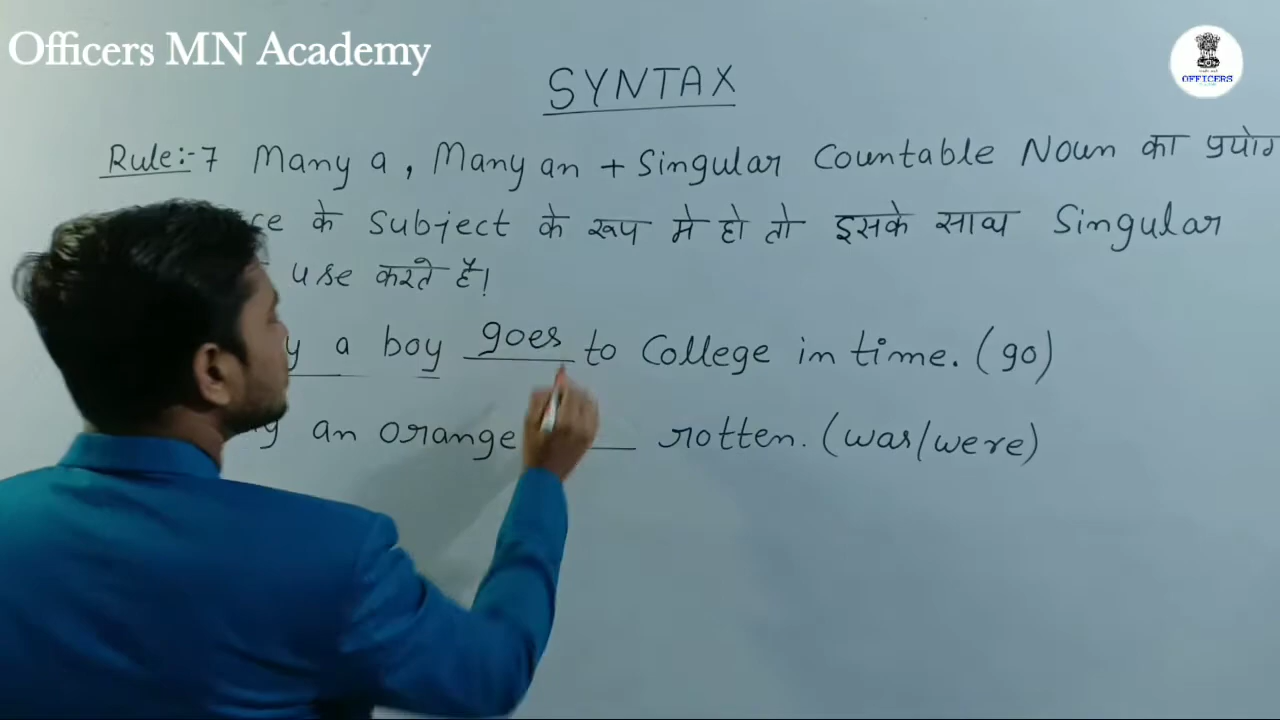 Officers MN Academy
OFFICERS
SYNTAX
Rule:-7 Many a, Many an + Singular Countable Noun का प्रयोग
के Subject के रूप मे हो तो इसके साथ Singular
use करते है।
a boy goes to College in time. (go)
an orange ___ rotten. (was/were)